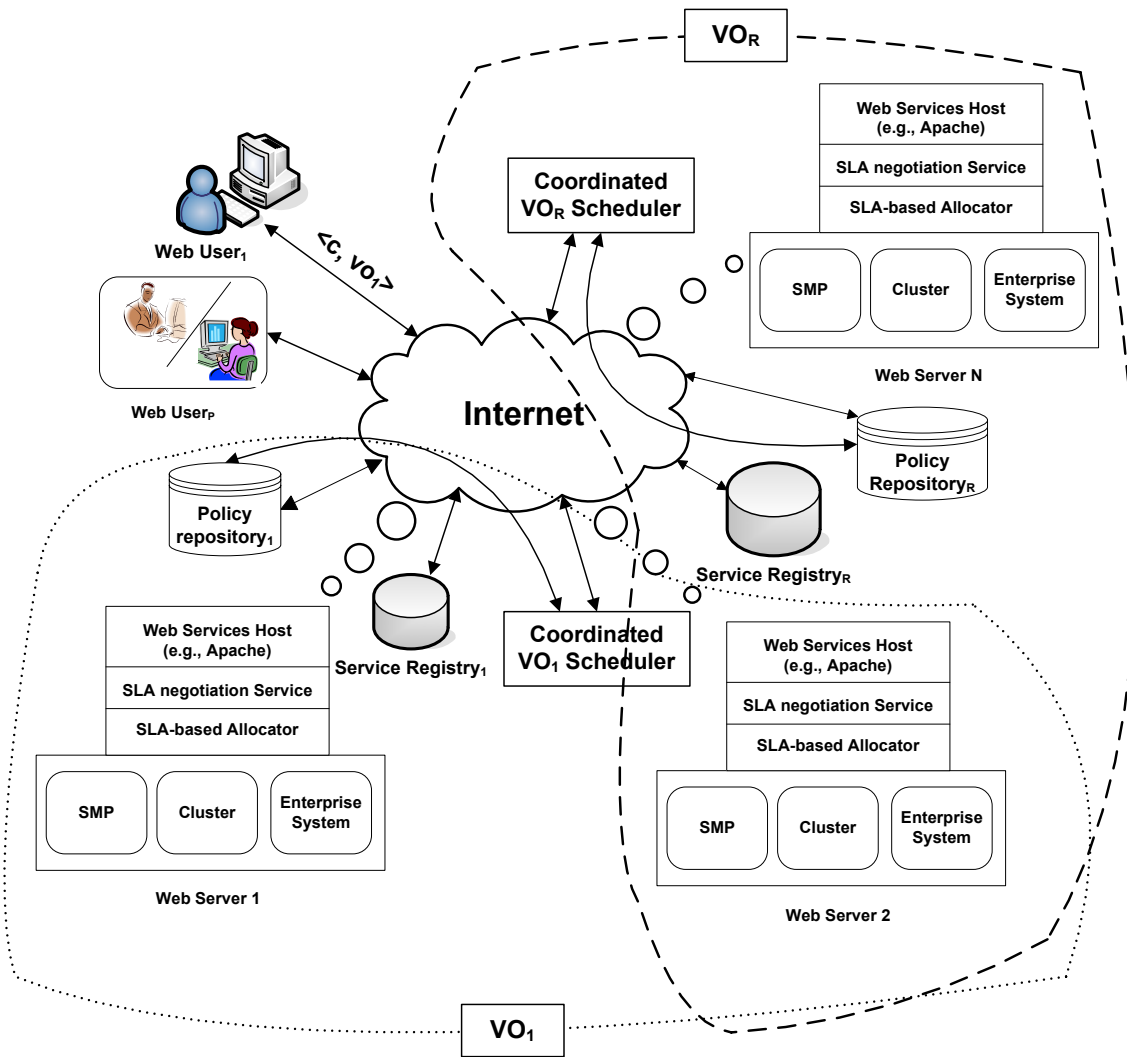 VO_R
Web Services Host
(e.g., Apache)
SLA negotiation Service
SLA-based Allocator
SMP
Cluster
Enterprise
System
Web Server N
Coordinated
VO_R Scheduler
Web User_1
<c, vo_1>
Web User_P
Internet
Policy
Repository_R
Policy
repository_1
Service Registry_R
Service Registry_1
Coordinated
VO_1 Scheduler
Web Services Host
(e.g., Apache)
SLA negotiation Service
SLA-based Allocator
SMP
Cluster
Enterprise
System
Web Server 1
Web Services Host
(e.g., Apache)
SLA negotiation Service
SLA-based Allocator
SMP
Cluster
Enterprise
System
Web Server 2
VO_1